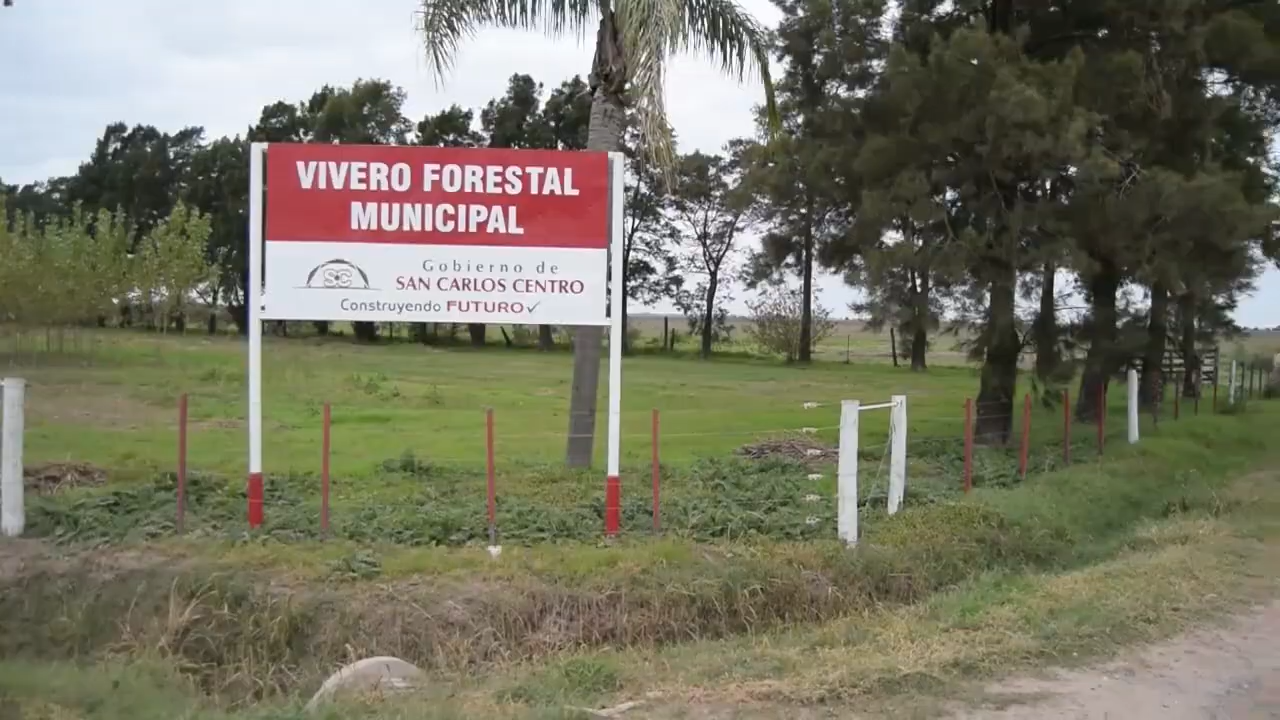 VIVERO FORESTAL
MUNICIPAL
SC
Gobierno de
SAN CARLOS CENTRO
Construyendo FUTURO